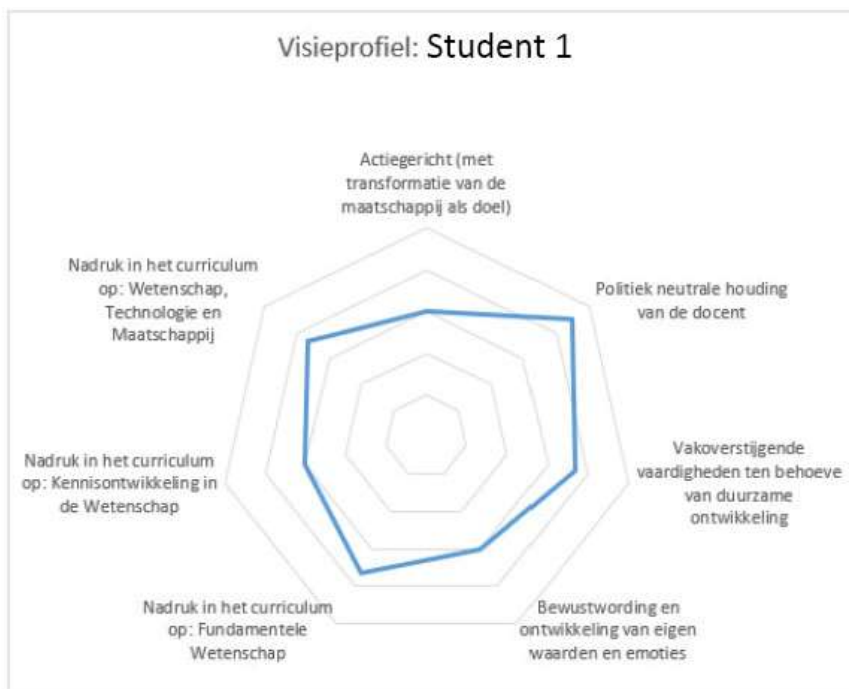 Visieprofiel: Student 1
Actiegericht (met
transformatie van de
maatschappij als doel)
Politiek neutrale houding
van de docent
Vakoverstijgende
vaardigheden ten behoeve
van duurzame
ontwikkeling
Bewustwording en
ontwikkeling van eigen
waarden en emoties
Nadruk in het curriculum
op: Fundamentele
Wetenschap
Nadruk in het curriculum
op: Kennisontwikkeling in
de Wetenschap
Nadruk in het curriculum
op: Wetenschap,
Technologie en
Maatschappij